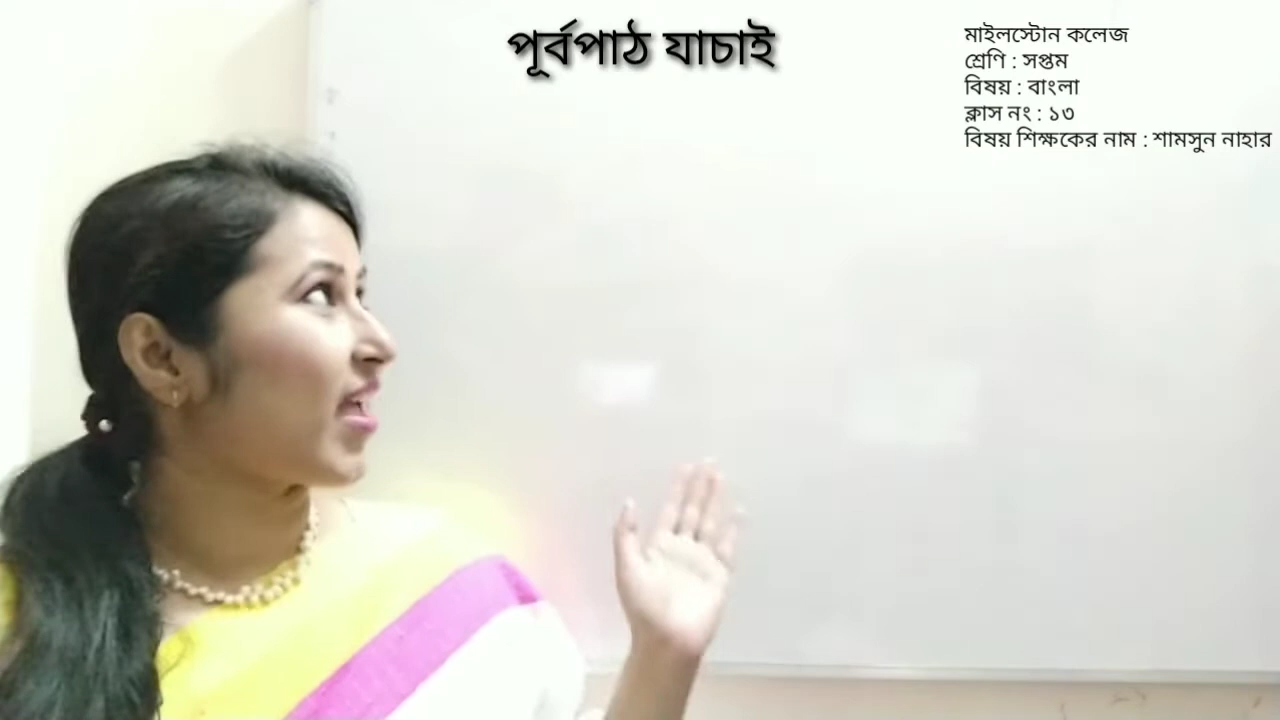 পূর্বপাঠ যাচাই
মাইলস্টোন কলেজ
শ্রেণি : সপ্তম
বিষয় : বাংলা
ক্লাস নং : ১৩
বিষয় শিক্ষকের নাম : শামসুন নাহার